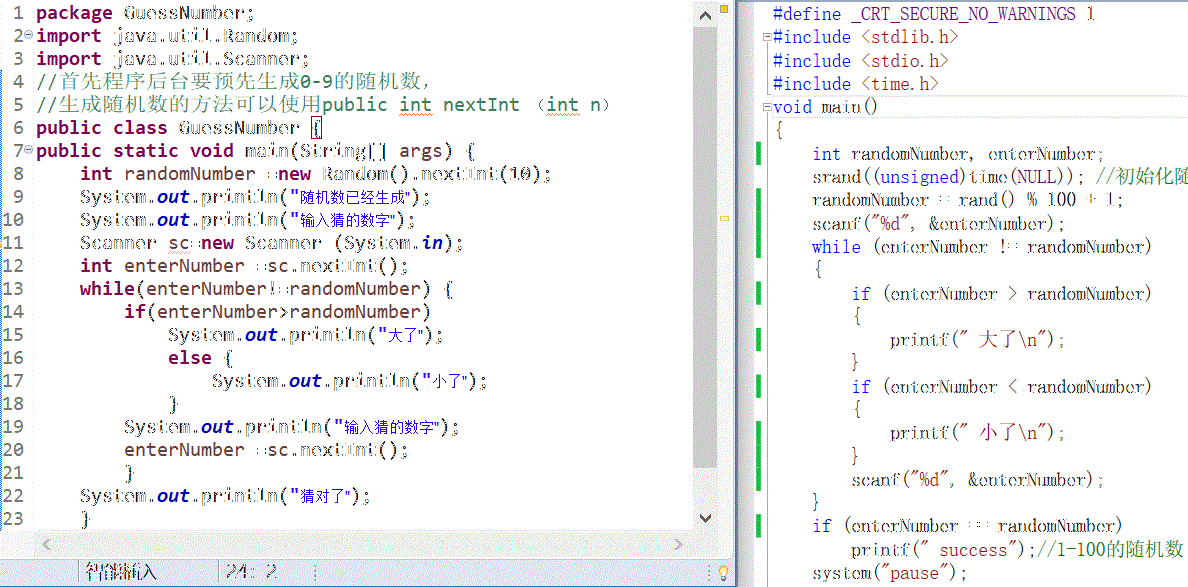 1 package GuessNumber;
2 import java.util.Random;
3 import java.util.Scanner;
4 //首先程序后台要预先生成0-9的随机数,
5 //生成随机数的方法可以使用public int nextInt （int n）
6 public class GuessNumber {
7 public static void main(String[] args) {
8 int randomNumber =new Random().nextInt(10);
9 System.out.println("随机数已经生成");
10 System.out.println("输入猜的数字");
11 Scanner sc=new Scanner (System.in);
12 int enterNumber =sc.nextInt();
13 while(enterNumber!=randomNumber) {
14 if(enterNumber>randomNumber)
15 System.out.println("大了");
16 else {
17 System.out.println("小了");
18 }
19 System.out.println("输入猜的数字");
20 enterNumber =sc.nextInt();
21 }
22 System.out.println("猜对了");
23 }
智能插入
24: 2
#define _CRT_SECURE_NO_WARNINGS 1
#include <stdlib.h>
#include <stdio.h>
#include <time.h>
void main()
{
int randomNumber, enterNumber;
srand((unsigned)time(NULL)); //初始化随
randomNumber = rand() % 100 + 1;
scanf("%d", &enterNumber);
while (enterNumber != randomNumber)
{
if (enterNumber > randomNumber)
{
printf(" 大了\n");
}
if (enterNumber < randomNumber)
{
printf(" 小了\n");
}
scanf("%d", &enterNumber);
}
if (enterNumber == randomNumber)
printf(" success");//1-100的随机数
system("pause");